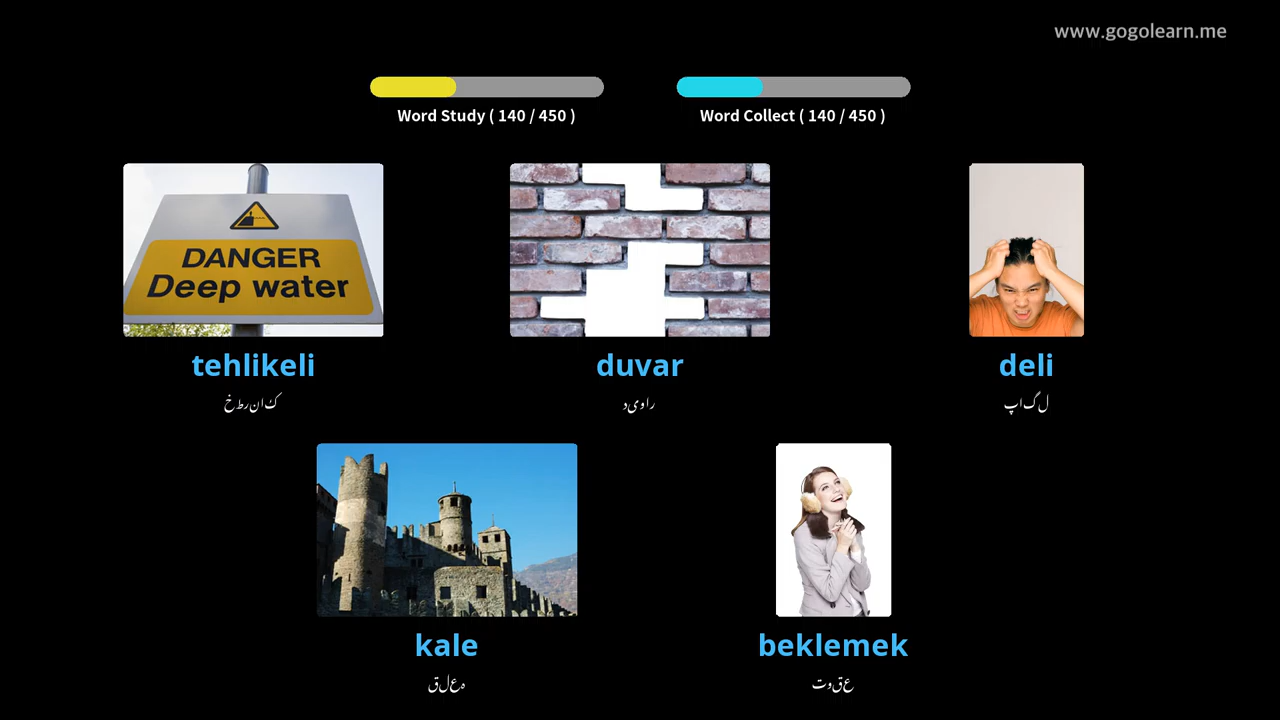 www.gogolearn.me
Word Study ( 140 / 450 )
Word Collect ( 140 / 450 )
DANGER
Deep water
tehlikeli
خطرناک
duvar
دیوار
deli
پاگل
kale
قلعہ
beklemek
توقع